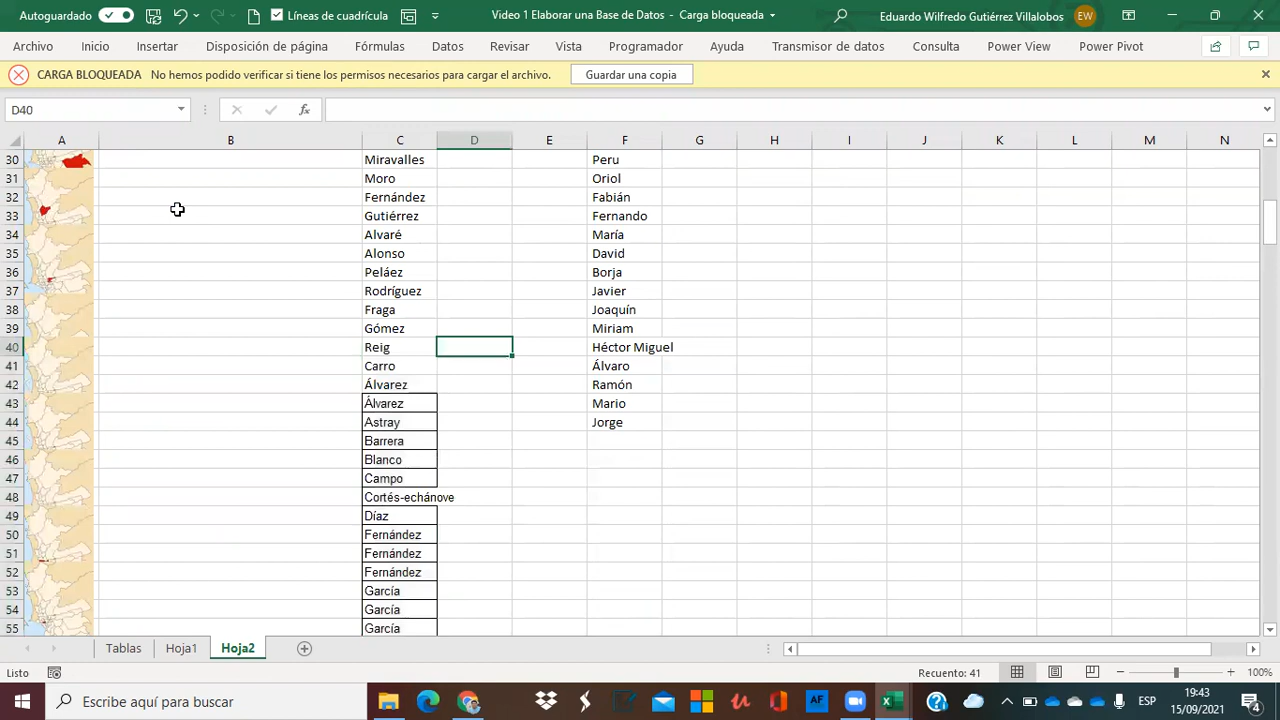 Autoguardado Líneas de cuadrícula Video 1 Elaborar una Base de Datos - Carga bloqueada Eduardo Wilfredo Gutiérrez Villalobos EW
Archivo Inicio Insertar Disposición de página Fórmulas Datos Revisar Vista Programador Ayuda Transmisor de datos Consulta Power View Power Pivot
CARGA BLOQUEADA No hemos podido verificar si tiene los permisos necesarios para cargar el archivo. Guardar una copia
D40 fx
A B C D E F G H I J K L M N
30 Miravalles Peru
31 Moro Oriol
32 Fernández Fabián
33 Gutiérrez Fernando
34 Alvaré María
35 Alonso David
36 Peláez Borja
37 Rodríguez Javier
38 Fraga Joaquín
39 Gómez Miriam
40 Reig Héctor Miguel
41 Carro Álvaro
42 Álvarez Ramón
43 Álvarez Mario
44 Astray Jorge
45 Barrera
46 Blanco
47 Campo
48 Cortés-echánove
49 Díaz
50 Fernández
51 Fernández
52 Fernández
53 García
54 García
55 García
Tablas Hoja1 Hoja2
Listo Recuento: 41 100%
Escribe aquí para buscar AF ESP 19:43
15/09/2021 4